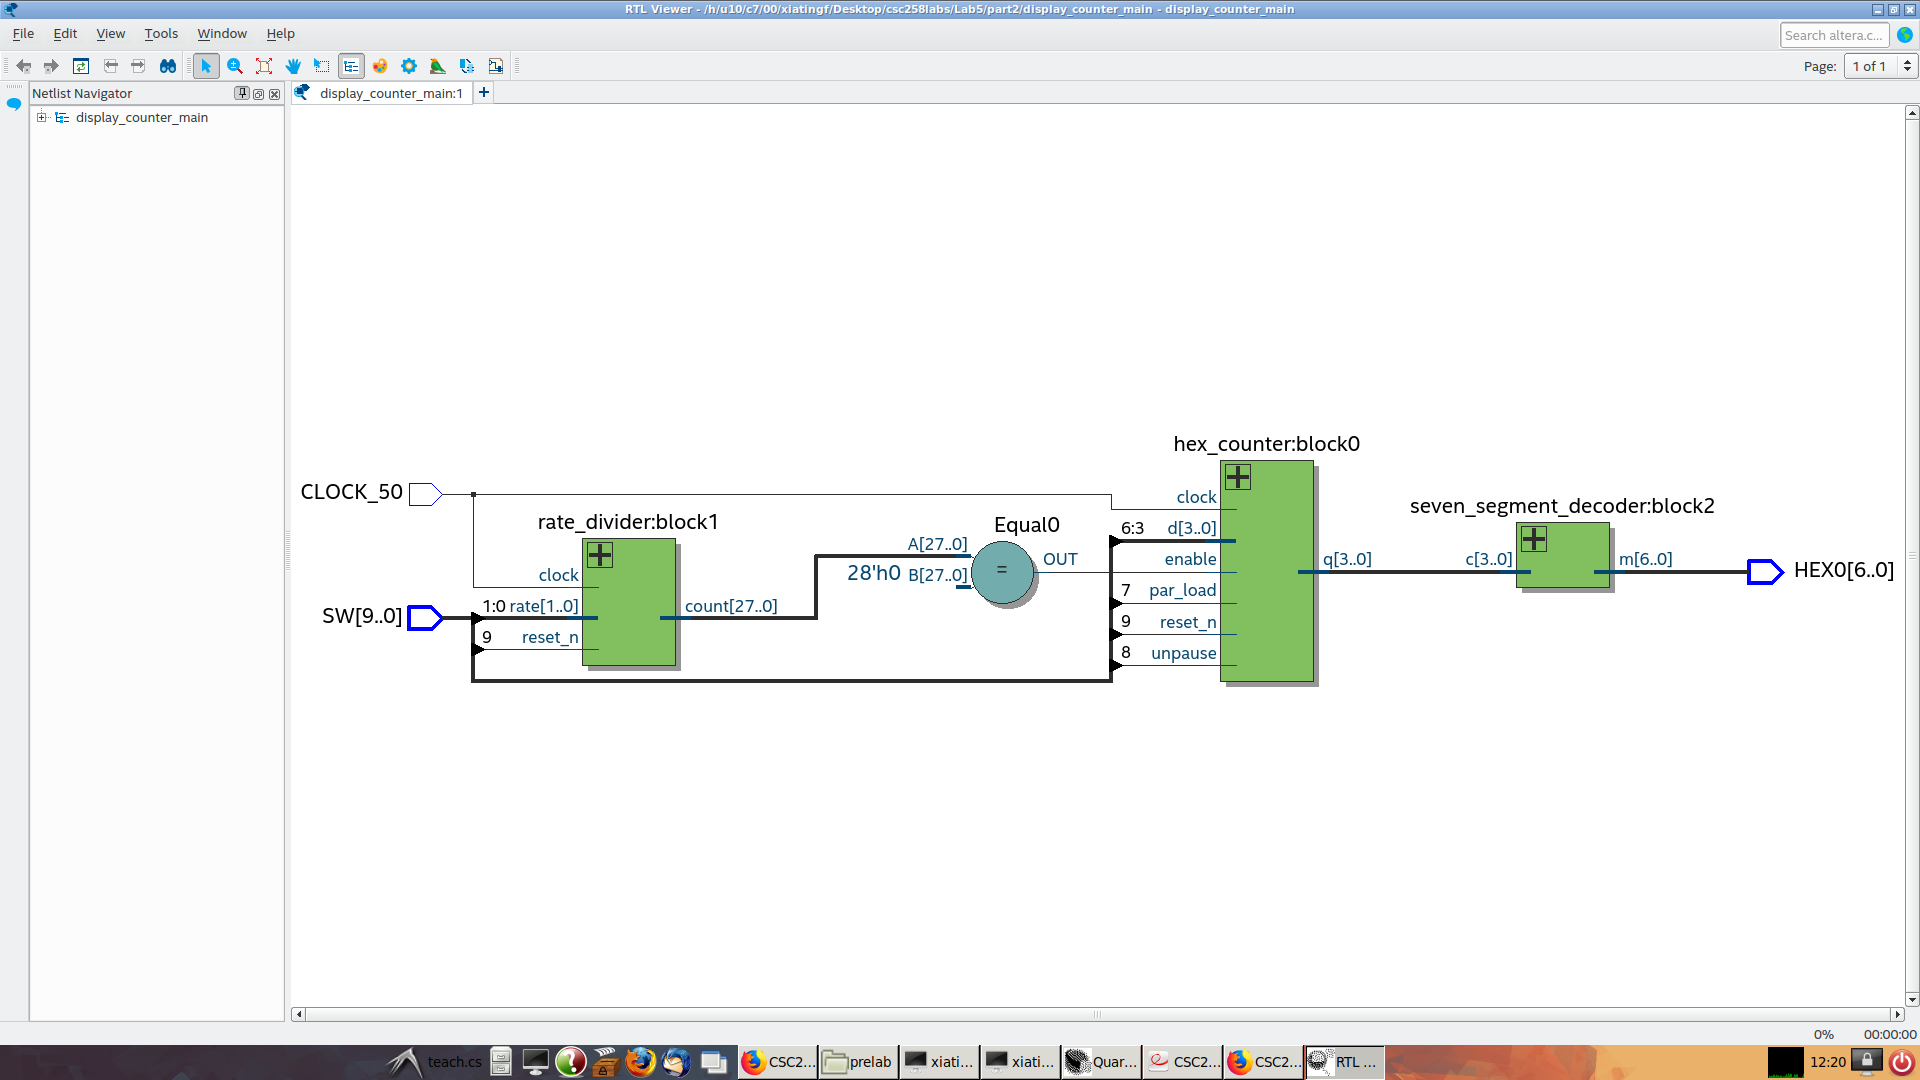 RTL Viewer - /h/u10/c7/00/xiatingf/Desktop/csc258labs/Lab5/part2/display_counter_main - display_counter_main
File Edit View Tools Window Help
Search altera.c...
Page: 1 of 1
Netlist Navigator
display_counter_main:1
display_counter_main
hex_counter:block0
CLOCK_50
clock
seven_segment_decoder:block2
rate_divider:block1
Equal0
6:3 d[3..0]
A[27..0]
OUT
enable
q[3..0]
c[3..0]
m[6..0]
HEX0[6..0]
clock
28'h0 B[27..0]
=
7 par_load
SW[9..0]
1:0 rate[1..0]
count[27..0]
9 reset_n
9 reset_n
8 unpause
0% 00:00:00
teach.cs
CSC2...
prelab
xiati...
xiati...
Quar...
CSC2...
CSC2...
RTL ...
12:20